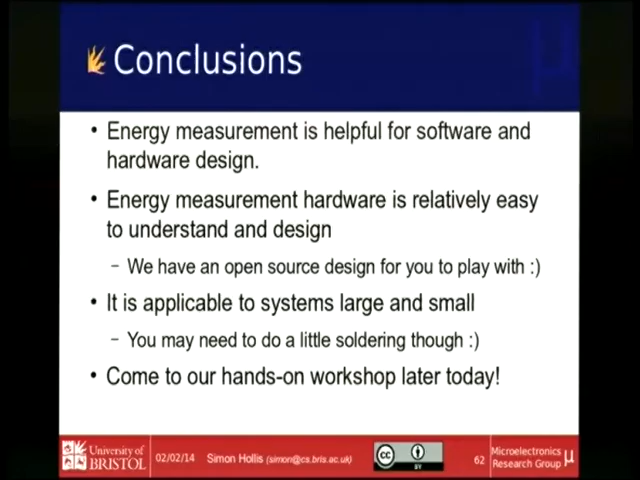 Conclusions
• Energy measurement is helpful for software and
hardware design.
• Energy measurement hardware is relatively easy
to understand and design
– We have an open source design for you to play with :)
• It is applicable to systems large and small
– You may need to do a little soldering though :)
• Come to our hands-on workshop later today!
University of
BRISTOL
02/02/14
Simon Hollis (simon@cs.bris.ac.uk)
cc
BY
62
Microelectronics
Research Group
μ